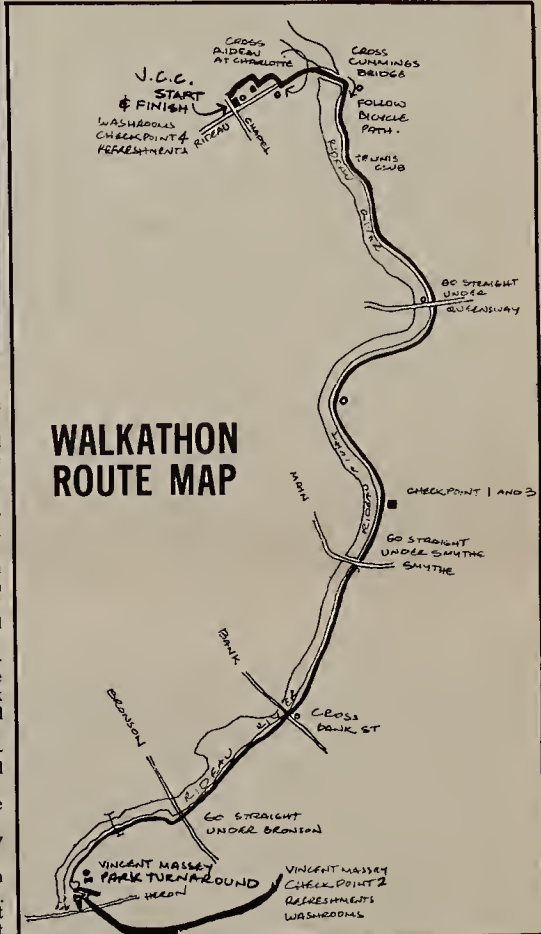 CROSS
RIDEAU
AT CHARLOTTE
CROSS
CUMMINGS
BRIDGE
J.C.C.
START
& FINISH
WASHROOMS
CHECKPOINT 4
REFRESHMENTS
RIDEAU
CHAPEL
FOLLOW
BICYCLE
PATH.
TENNIS
CLUB
RIDEAU RIVER
GO STRAIGHT
UNDER
QUEENSWAY
WALKATHON
ROUTE MAP
RIDEAU RIVER
MAIN
CHECKPOINT 1 AND 3
GO STRAIGHT
UNDER SMYTHE
SMYTHE
BANK
CROSS
BANK ST
BRONSON
RIDEAU
GO STRAIGHT
UNDER BRONSON
VINCENT MASSEY
PARK TURNAROUND
HERON
VINCENT MASSEY
CHECKPOINT 2
REFRESHMENTS
WASHROOMS